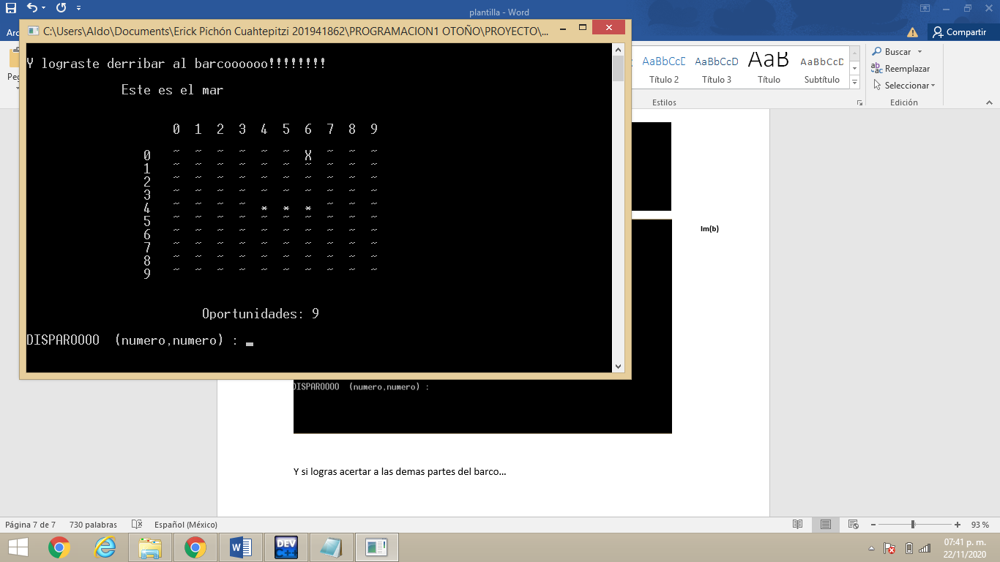 plantilla - Word
Compartir
C:\Users\Aldo\Documents\Erick Pichón Cuahtepitzi 201941862\PROGRAMACION1 OTOÑO\PROYECTO\...
Y lograste derribar al barcoooooo!!!!!!!!
Este es el mar
0 1 2 3 4 5 6 7 8 9
0 ~ ~ ~ ~ ~ ~ X ~ ~ ~
1 ~ ~ ~ ~ ~ ~ ~ ~ ~ ~
2 ~ ~ ~ ~ ~ ~ ~ ~ ~ ~
3 ~ ~ ~ ~ ~ ~ ~ ~ ~ ~
4 ~ ~ ~ ~ * * * ~ ~ ~
5 ~ ~ ~ ~ ~ ~ ~ ~ ~ ~
6 ~ ~ ~ ~ ~ ~ ~ ~ ~ ~
7 ~ ~ ~ ~ ~ ~ ~ ~ ~ ~
8 ~ ~ ~ ~ ~ ~ ~ ~ ~ ~
9 ~ ~ ~ ~ ~ ~ ~ ~ ~ ~
Oportunidades: 9
DISPAROOOO (numero,numero) :
AaBbCcD AaBbCcD AaB AaBbCcD
Título 2 Título 3 Título Subtítulo
Estilos
Buscar
Reemplazar
Seleccionar
Edición
Im(b)
DISPAROOOO (numero,numero) :
Y si logras acertar a las demas partes del barco...
Página 7 de 7 730 palabras Español (México) 93 %
DEV C++
07:41 p. m.
22/11/2020